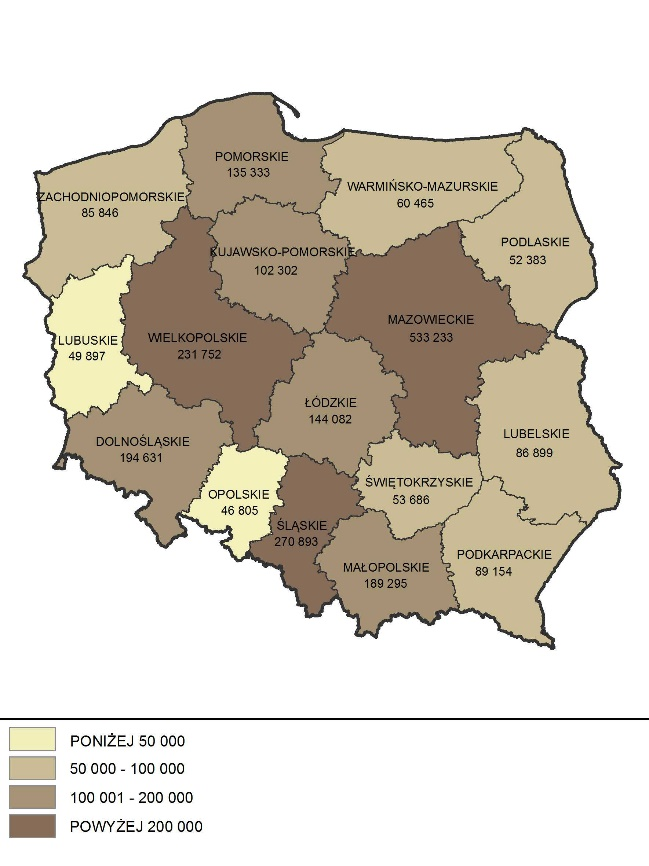 POMORSKIE
135 333
WARMIŃSKO-MAZURSKIE
60 465
ZACHODNIOPOMORSKIE
85 846
PODLASKIE
52 383
KUJAWSKO-POMORSKIE
102 302
MAZOWIECKIE
533 233
LUBUSKIE
49 897
WIELKOPOLSKIE
231 752
ŁÓDZKIE
144 082
DOLNOŚLĄSKIE
194 631
LUBELSKIE
86 899
OPOLSKIE
46 805
ŚWIĘTOKRZYSKIE
53 686
ŚLĄSKIE
270 893
MAŁOPOLSKIE
189 295
PODKARPACKIE
89 154
PONIŻEJ 50 000
50 000 - 100 000
100 001 - 200 000
POWYŻEJ 200 000